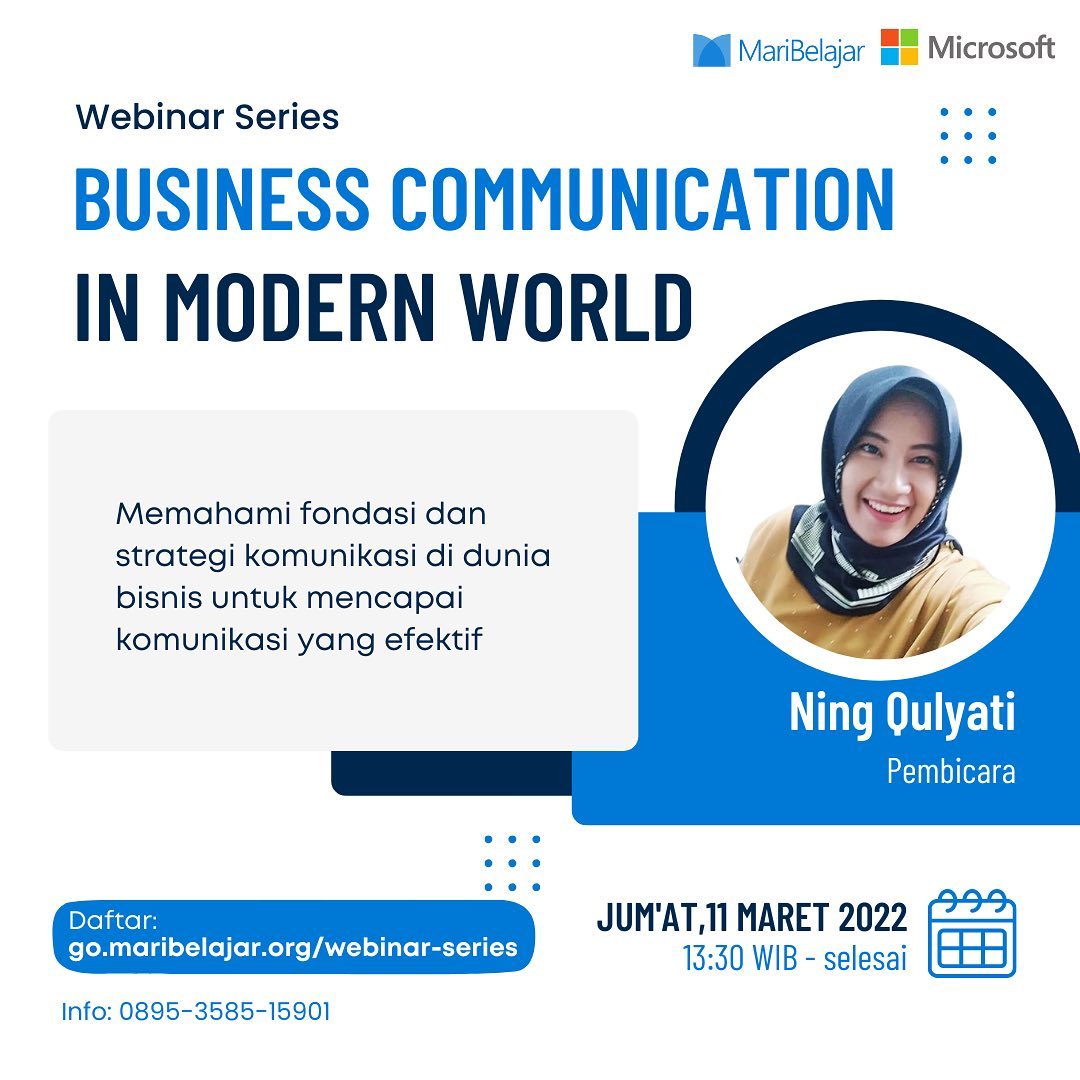 MariBelajar Microsoft
Webinar Series
BUSINESS COMMUNICATION
IN MODERN WORLD
Memahami fondasi dan
strategi komunikasi di dunia
bisnis untuk mencapai
komunikasi yang efektif
Ning Qulyati
Pembicara
Daftar:
go.maribelajar.org/webinar-series
Info: 0895-3585-15901
JUM'AT,11 MARET 2022
13:30 WIB - selesai